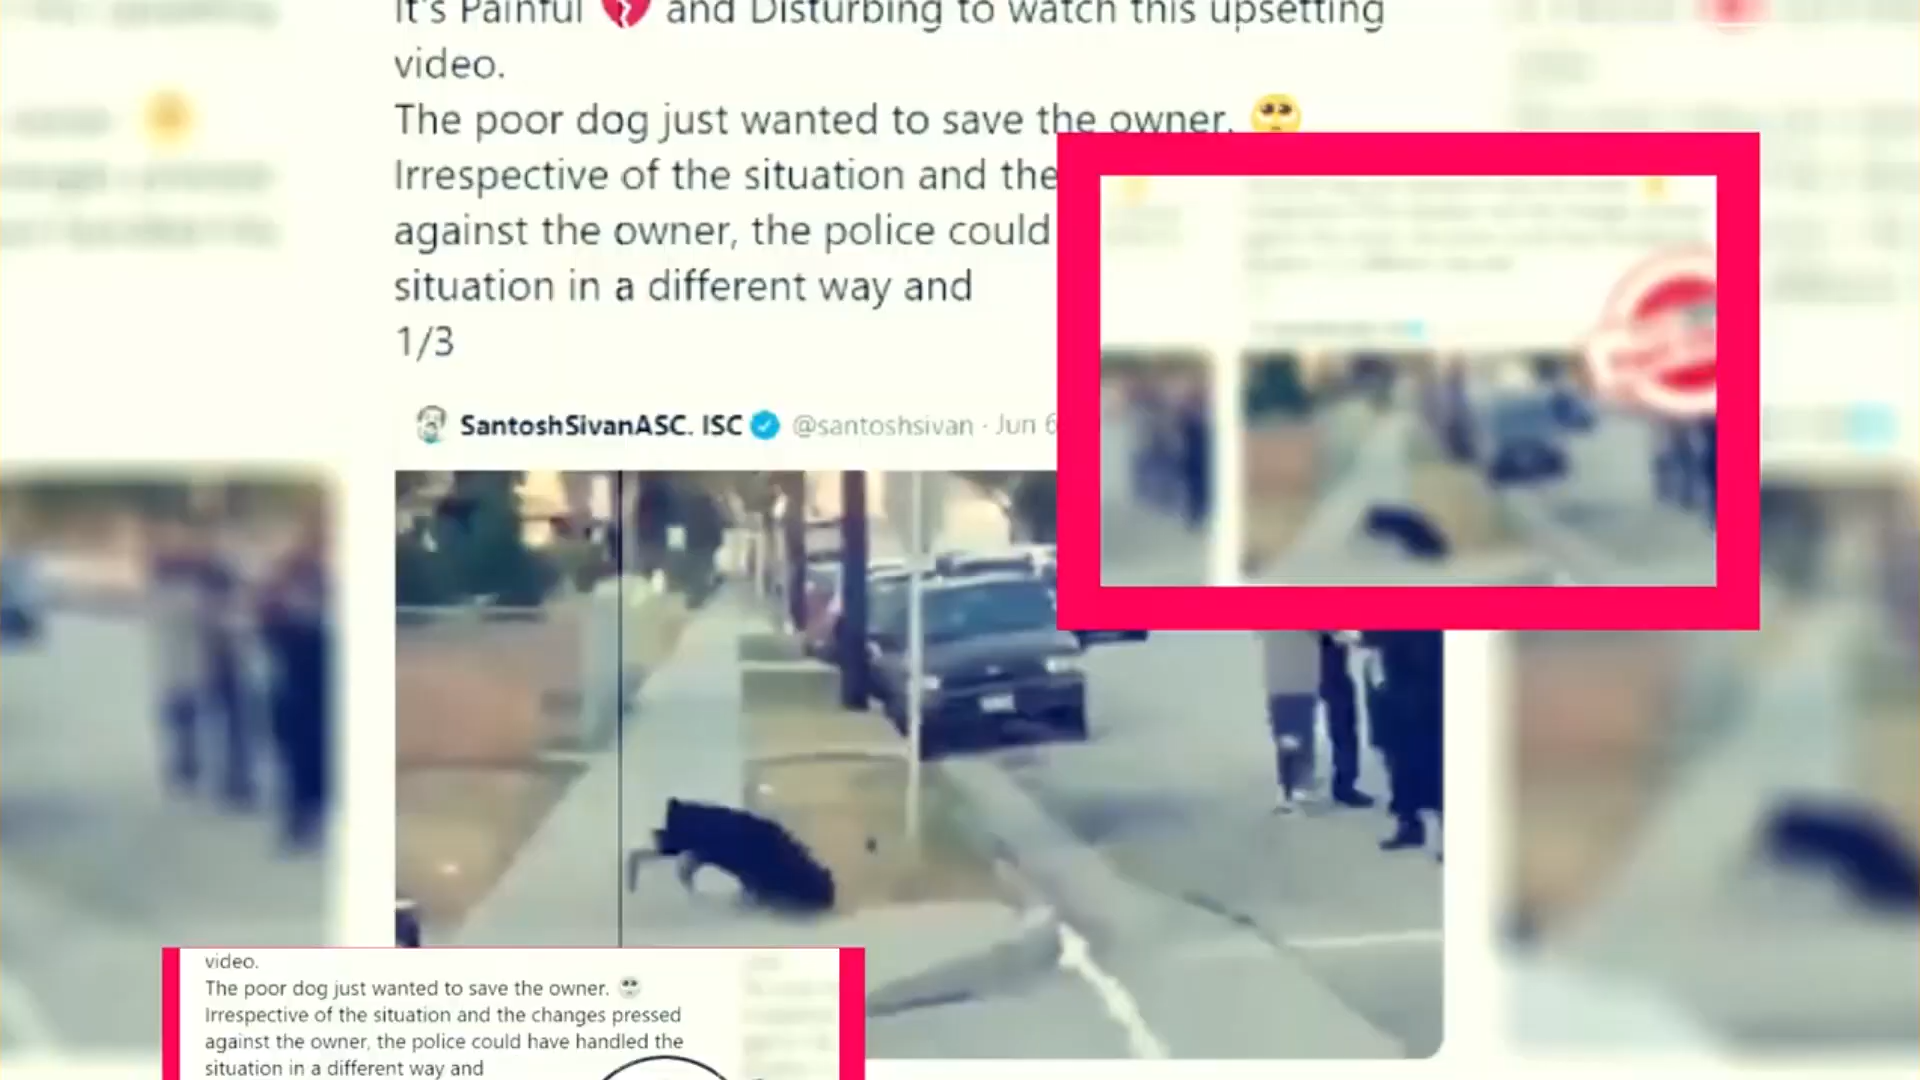 It's Painful 💔 and Disturbing to watch this upsetting
video.
The poor dog just wanted to save the owner. 🥺
Irrespective of the situation and the
against the owner, the police could
situation in a different way and
1/3
SantoshSivanASC. ISC @santoshsivan · Jun 6
video.
The poor dog just wanted to save the owner. 🥺
Irrespective of the situation and the changes pressed
against the owner, the police could have handled the
situation in a different way and